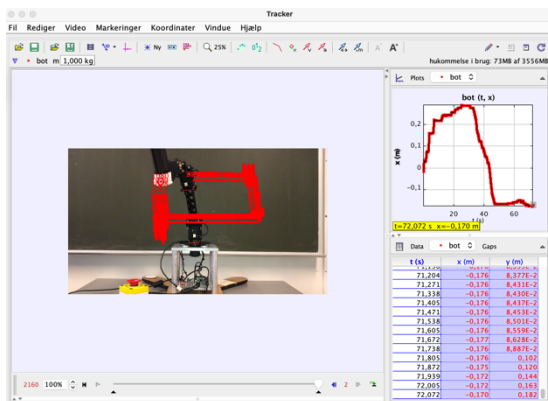 Tracker
Fil Rediger Video Markeringer Koordinater Vindue Hjælp
Ny 25%
bot m 1,000 kg hukommelse i brug: 73MB af 3556MB
Plots bot
bot (t, x)
0,2
0,1
0
-0,1
x (m)
20 40 60
t (s)
t=72,072 s x=-0,170 m
Data bot Gaps
t (s) x (m) y (m)
71,204 -0,176 8,377E-2
71,271 -0,176 8,431E-2
71,338 -0,176 8,430E-2
71,405 -0,176 8,437E-2
71,471 -0,176 8,453E-2
71,538 -0,176 8,501E-2
71,605 -0,176 8,559E-2
71,672 -0,177 8,628E-2
71,738 -0,176 8,887E-2
71,805 -0,176 0,102
71,872 -0,175 0,120
71,939 -0,172 0,144
72,005 -0,172 0,163
72,072 -0,170 0,182
2160 100% 2